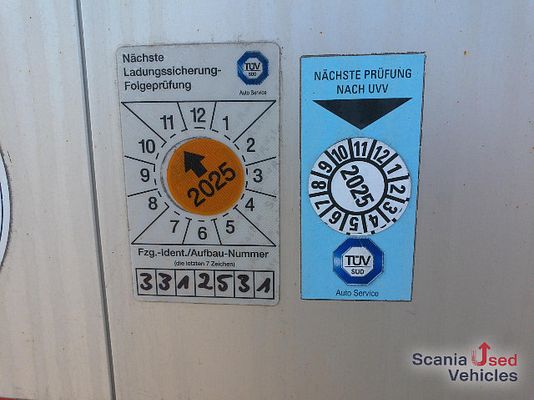 Nächste
Ladungssicherung-
Folgeprüfung
TÜV
SÜD
Auto Service
11 12 1
10 2
9 3
8 4
7 6 5
2025
Fzg.-Ident./Aufbau-Nummer
(die letzten 7 Zeichen)
3312531
NÄCHSTE PRÜFUNG
NACH UVV
1 2 3 4 5 6 7 8 9 10 11 12
2025
TÜV
SÜD
Auto Service
Scania Used
Vehicles